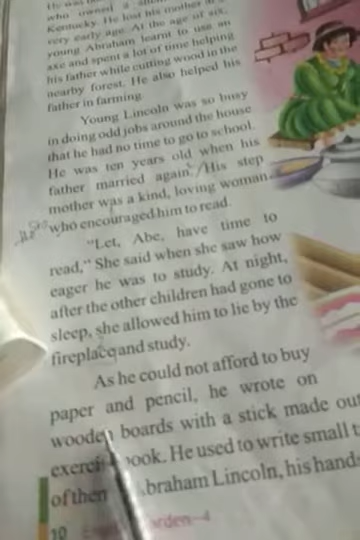 who owned a
Kentucky. He lost his mother at a
very early age. At the age of six,
young Abraham learnt to use an
axe and spent a lot of time helping
his father while cutting wood in the
nearby forest. He also helped his
father in farming.
Young Lincoln was so busy
in doing odd jobs around the house
that he had no time to go to school.
He was ten years old when his
father married again. His step
mother was a kind, loving woman
who encouraged him to read.
"Let, Abe, have time to
read," She said when she saw how
eager he was to study. At night,
after the other children had gone to
sleep, she allowed him to lie by the
fireplace and study.
As he could not afford to buy
paper and pencil, he wrote on
wooden boards with a stick made out
book. He used to write small
of then Abraham Lincoln, his hand
10 rden-4